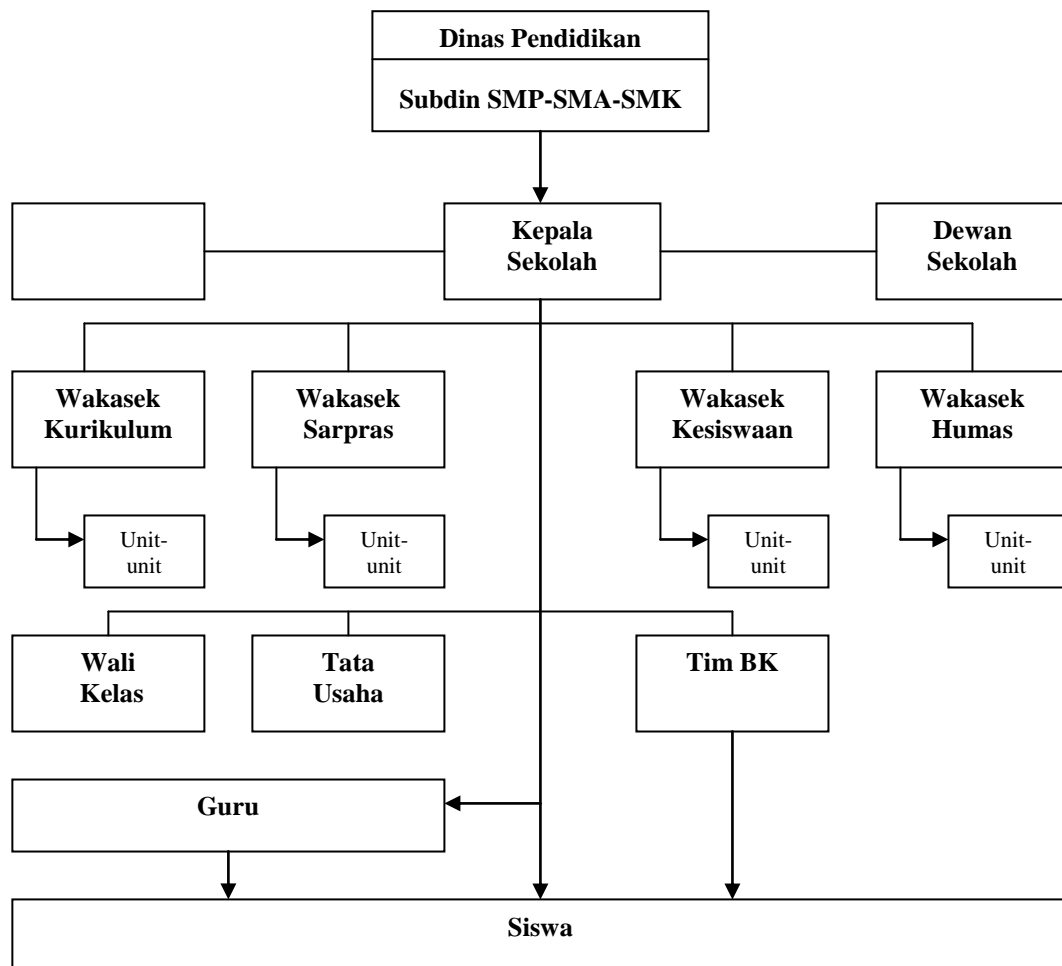 Dinas Pendidikan
Subdin SMP-SMA-SMK
Kepala
Sekolah
Dewan
Sekolah
Wakasek
Kurikulum
Wakasek
Sarpras
Wakasek
Kesiswaan
Wakasek
Humas
Unit-
unit
Unit-
unit
Unit-
unit
Unit-
unit
Wali
Kelas
Tata
Usaha
Tim BK
Guru
Siswa